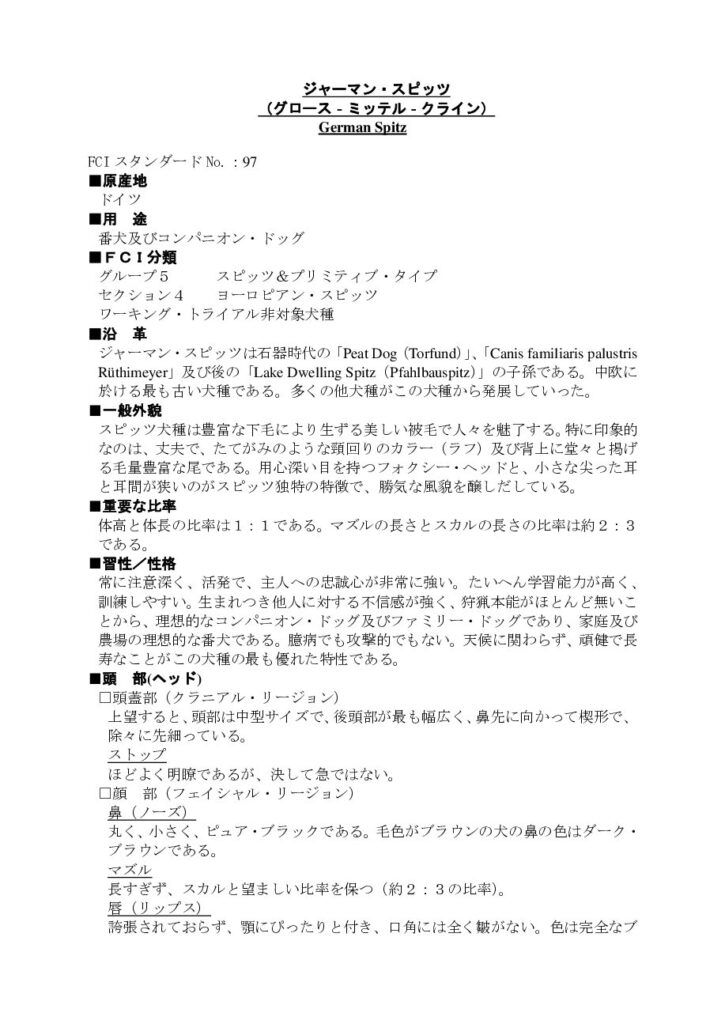 ジャーマン・スピッツ
（グロース - ミッテル - クライン）
German Spitz
FCI スタンダード No. : 97
■原産地
ドイツ
■用　途
番犬及びコンパニオン・ドッグ
■ＦＣＩ分類
グループ５　　　スピッツ＆プリミティブ・タイプ
セクション４　　ヨーロピアン・スピッツ
ワーキング・トライアル非対象犬種
■沿　革
ジャーマン・スピッツは石器時代の「Peat Dog（Torfund）」、「Canis familiaris palustris
Rüthimeyer」及び後の「Lake Dwelling Spitz（Pfahlbauspitz）」の子孫である。中欧に
於ける最も古い犬種である。多くの他犬種がこの犬種から発展していった。
■一般外貌
スピッツ犬種は豊富な下毛により生ずる美しい被毛で人々を魅了する。特に印象的
なのは、丈夫で、たてがみのような頸回りのカラー（ラフ）及び背上に堂々と掲げ
る毛量豊富な尾である。用心深い目を持つフォクシー・ヘッドと、小さな尖った耳
と耳間が狭いのがスピッツ独特の特徴で、勝気な風貌を醸しだしている。
■重要な比率
体高と体長の比率は１：１である。マズルの長さとスカルの長さの比率は約２：３
である。
■習性／性格
常に注意深く、活発で、主人への忠誠心が非常に強い。たいへん学習能力が高く、
訓練しやすい。生まれつき他人に対する不信感が強く、狩猟本能がほとんど無いこ
とから、理想的なコンパニオン・ドッグ及びファミリー・ドッグであり、家庭及び
農場の理想的な番犬である。臆病でも攻撃的でもない。天候に関わらず、頑健で長
寿なことがこの犬種の最も優れた特性である。
■頭　部(ヘッド)
□頭蓋部（クラニアル・リージョン）
上望すると、頭部は中型サイズで、後頭部が最も幅広く、鼻先に向かって楔形で、
除々に先細っている。
ストップ
ほどよく明瞭であるが、決して急ではない。
□顔　部（フェイシャル・リージョン）
鼻（ノーズ）
丸く、小さく、ピュア・ブラックである。毛色がブラウンの犬の鼻の色はダーク・
ブラウンである。
マズル
長すぎず、スカルと望ましい比率を保つ（約２：３の比率）。
唇（リップス）
誇張されておらず、顎にぴったりと付き、口角には全く皺がない。色は完全なブ